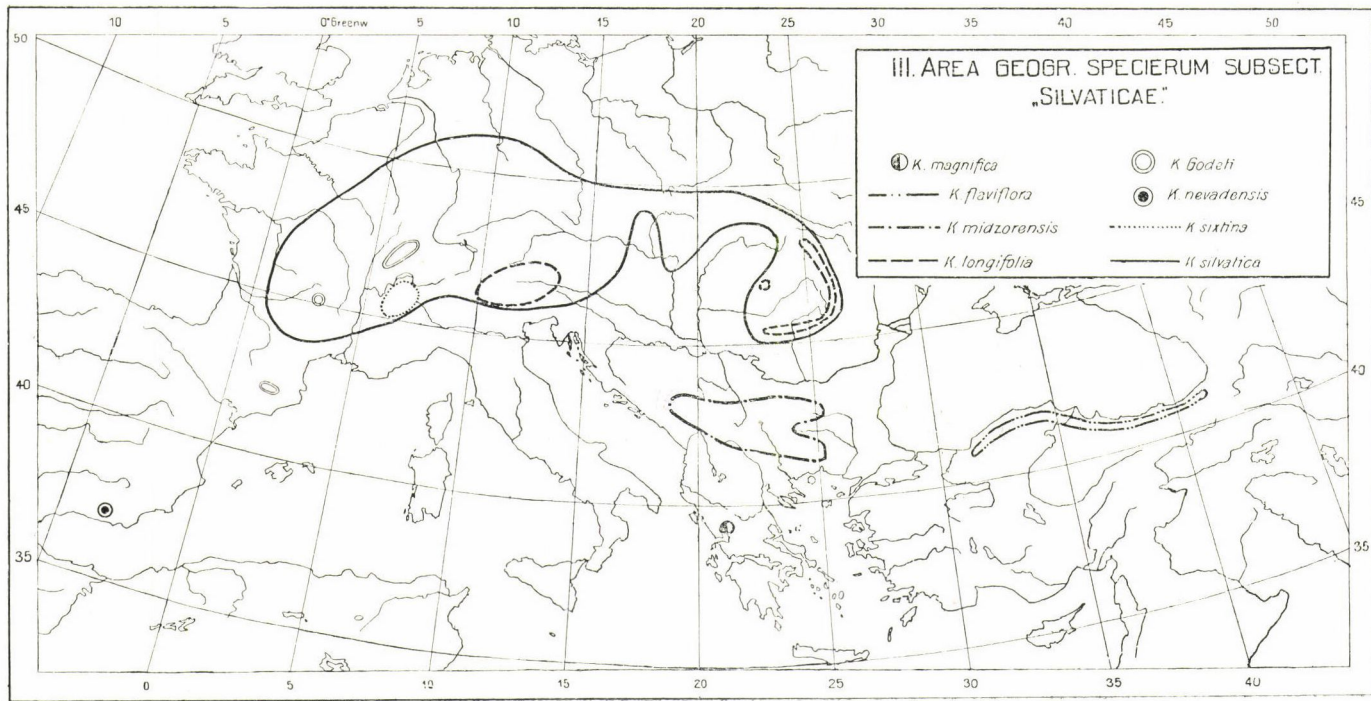 10 5 0°Greenw 5 10 15 20 25 30 35 40 45 50
50
45
40
35
III. AREA GEOGR. SPECIERUM SUBSECT.
„SILVATICAE."
K. magnifica
K. flaviflora
K midzorensis
K. longifolia
K Godeti
K. nevadensis
K sixtina
K silvatica
45
40
35
0 5 10 15 20 25 30 35 40